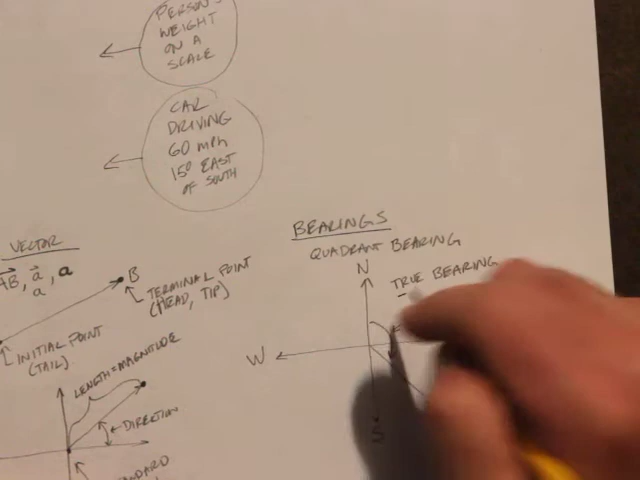 PERSON'S
WEIGHT
ON A
SCALE
CAR
DRIVING
60 mph
15° EAST
OF SOUTH
VECTOR
AB, a, a
a
B
TERMINAL POINT
(HEAD, TIP)
INITIAL POINT
(TAIL)
LENGTH=MAGNITUDE
DIRECTION
BEARINGS
QUADRANT BEARING
N
TRUE BEARING
W
S